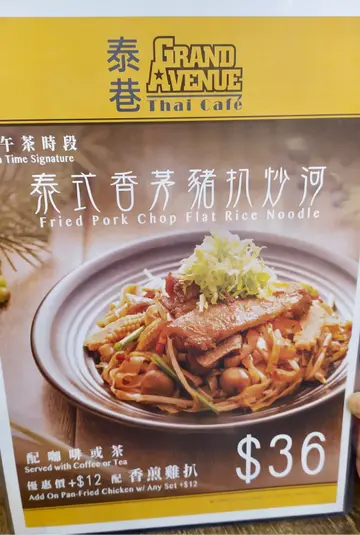 泰巷
GRAND
AVENUE
Thai Café
午茶時段
Time Signature
泰式香茅豬扒炒河
Fried Pork Chop Flat Rice Noodle
配咖啡或茶
Served with Coffee or Tea
優惠價+$12 配 香煎雞扒
Add On Pan-Fried Chicken w/ Any Set +$12
$36